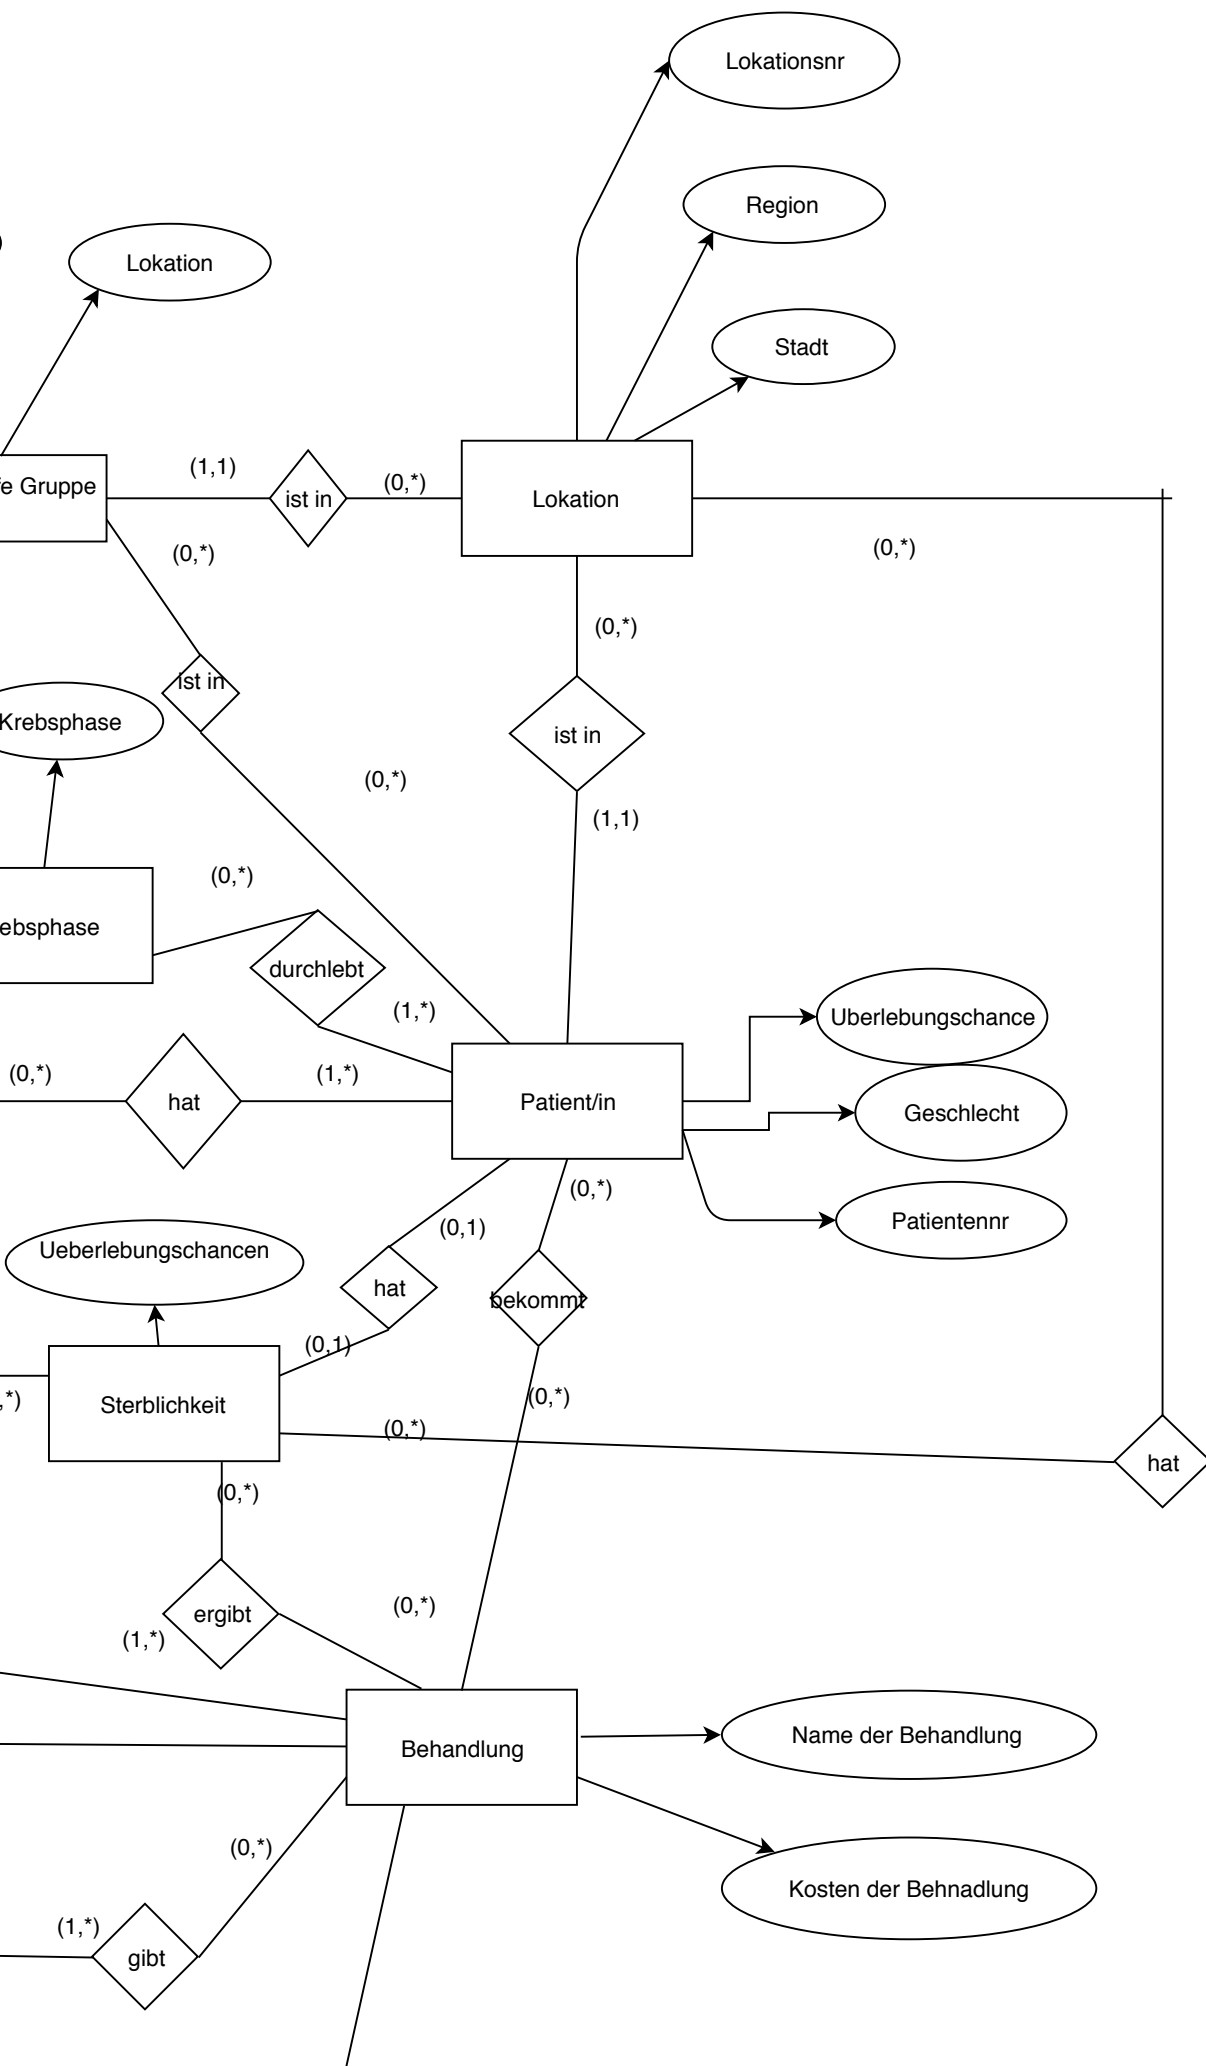 Lokationsnr
Region
Lokation
Stadt
fe Gruppe
(1,1)
ist in
(0,*)
Lokation
(0,*)
(0,*)
(0,*)
ist in
Krebsphase
ist in
(0,*)
(1,1)
(0,*)
ebsphase
durchlebt
(1,*)
Uberlebungschance
(0,*)
(1,*)
hat
Patient/in
Geschlecht
(0,*)
Patientennr
(0,1)
Ueberlebungschancen
hat
bekommt
(0,1)
,*)
Sterblichkeit
(0,*)
(0,*)
hat
(0,*)
ergibt
(0,*)
(1,*)
Behandlung
Name der Behandlung
(0,*)
Kosten der Behnadlung
(1,*)
gibt